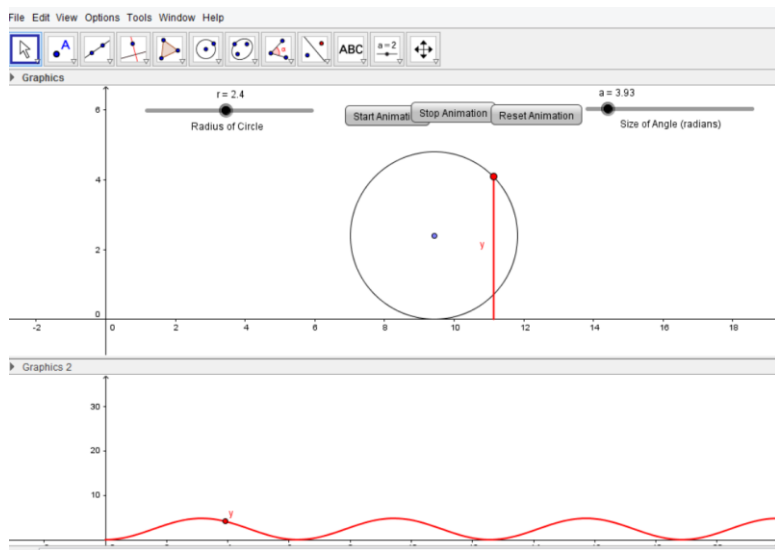 File Edit View Options Tools Window Help
A ABC a=2
Graphics
r = 2.4
Radius of Circle
Start Animati
Stop Animation
Reset Animation
a = 3.93
Size of Angle (radians)
6
4
2
0
y
-2 0 2 4 6 8 10 12 14 16 18
Graphics 2
30
20
10
y